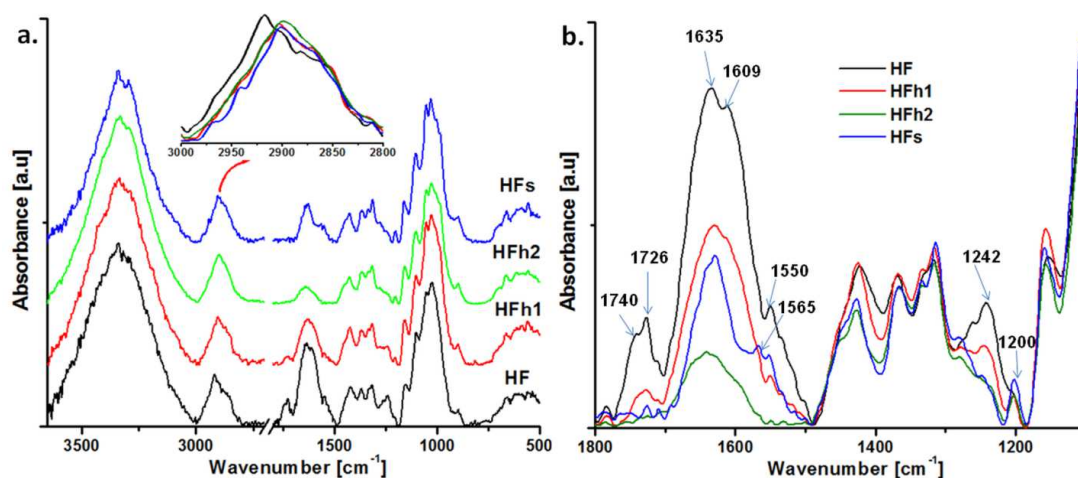 a.
Absorbance [a.u]
3000 2950 2900 2850 2800
HFs
HFh2
HFh1
HF
3500 3000 2500 1500 1000 500
Wavenumber [cm⁻¹]
b.
Absorbance [a.u]
HF
HFh1
HFh2
HFs
1635
1609
1740
1726
1550
1565
1242
1200
1800 1600 1400 1200
Wavenumber [cm⁻¹]